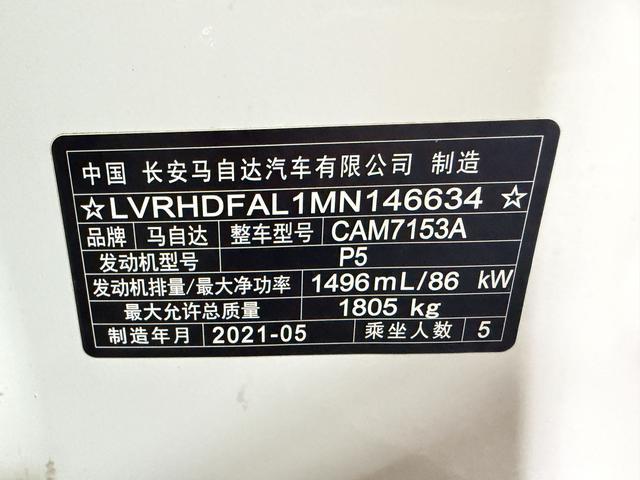 中国 长安马自达汽车有限公司 制造
☆LVRHDFAL1MN146634☆
品牌 马自达 整车型号 CAM7153A
发动机型号 P5
发动机排量/最大净功率 1496mL/86 kW
最大允许总质量 1805 kg
制造年月 2021-05 乘坐人数 5